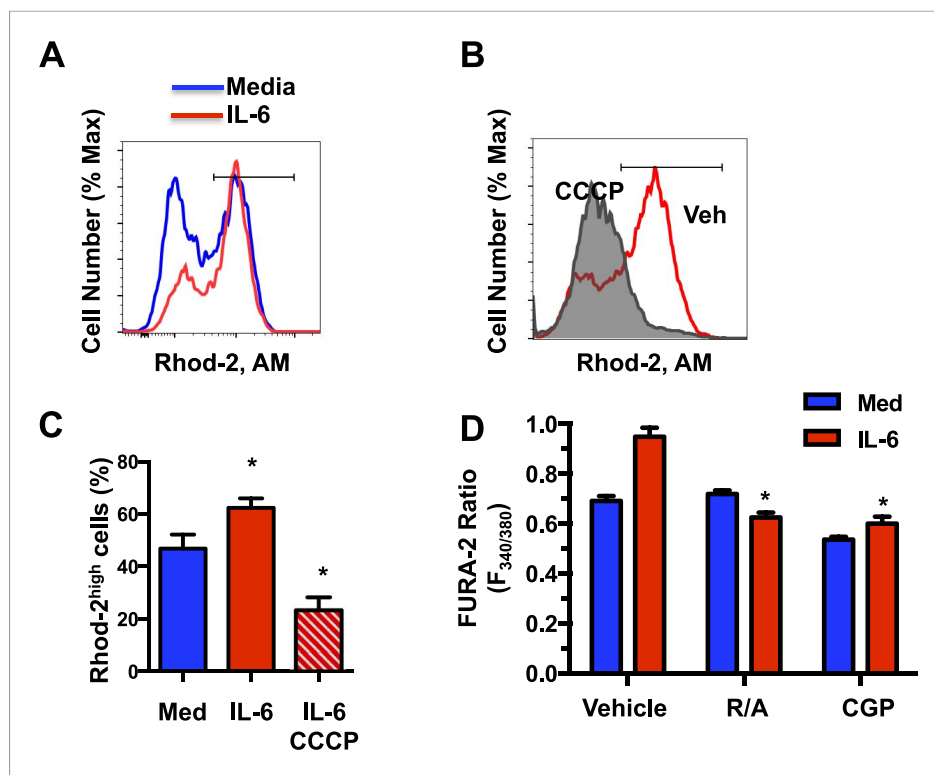 A
Media
IL-6
Cell Number (% Max)
Rhod-2, AM
B
CCCP
Veh
Cell Number (% Max)
Rhod-2, AM
C
Rhod-2high cells (%)
80
60
40
20
0
*
*
Med
IL-6
IL-6
CCCP
D
Med
IL-6
FURA-2 Ratio
(F340/380)
1.0
0.8
0.6
0.4
0.2
0.0
*
*
Vehicle
R/A
CGP